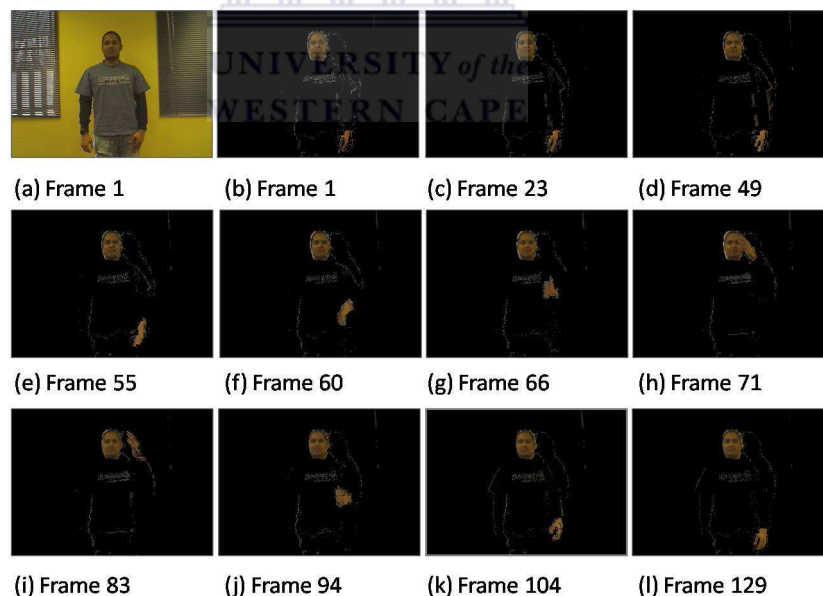 UNIVERSITY of the
WESTERN CAPE
(a) Frame 1
(b) Frame 1
(c) Frame 23
(d) Frame 49
(e) Frame 55
(f) Frame 60
(g) Frame 66
(h) Frame 71
(i) Frame 83
(j) Frame 94
(k) Frame 104
(l) Frame 129